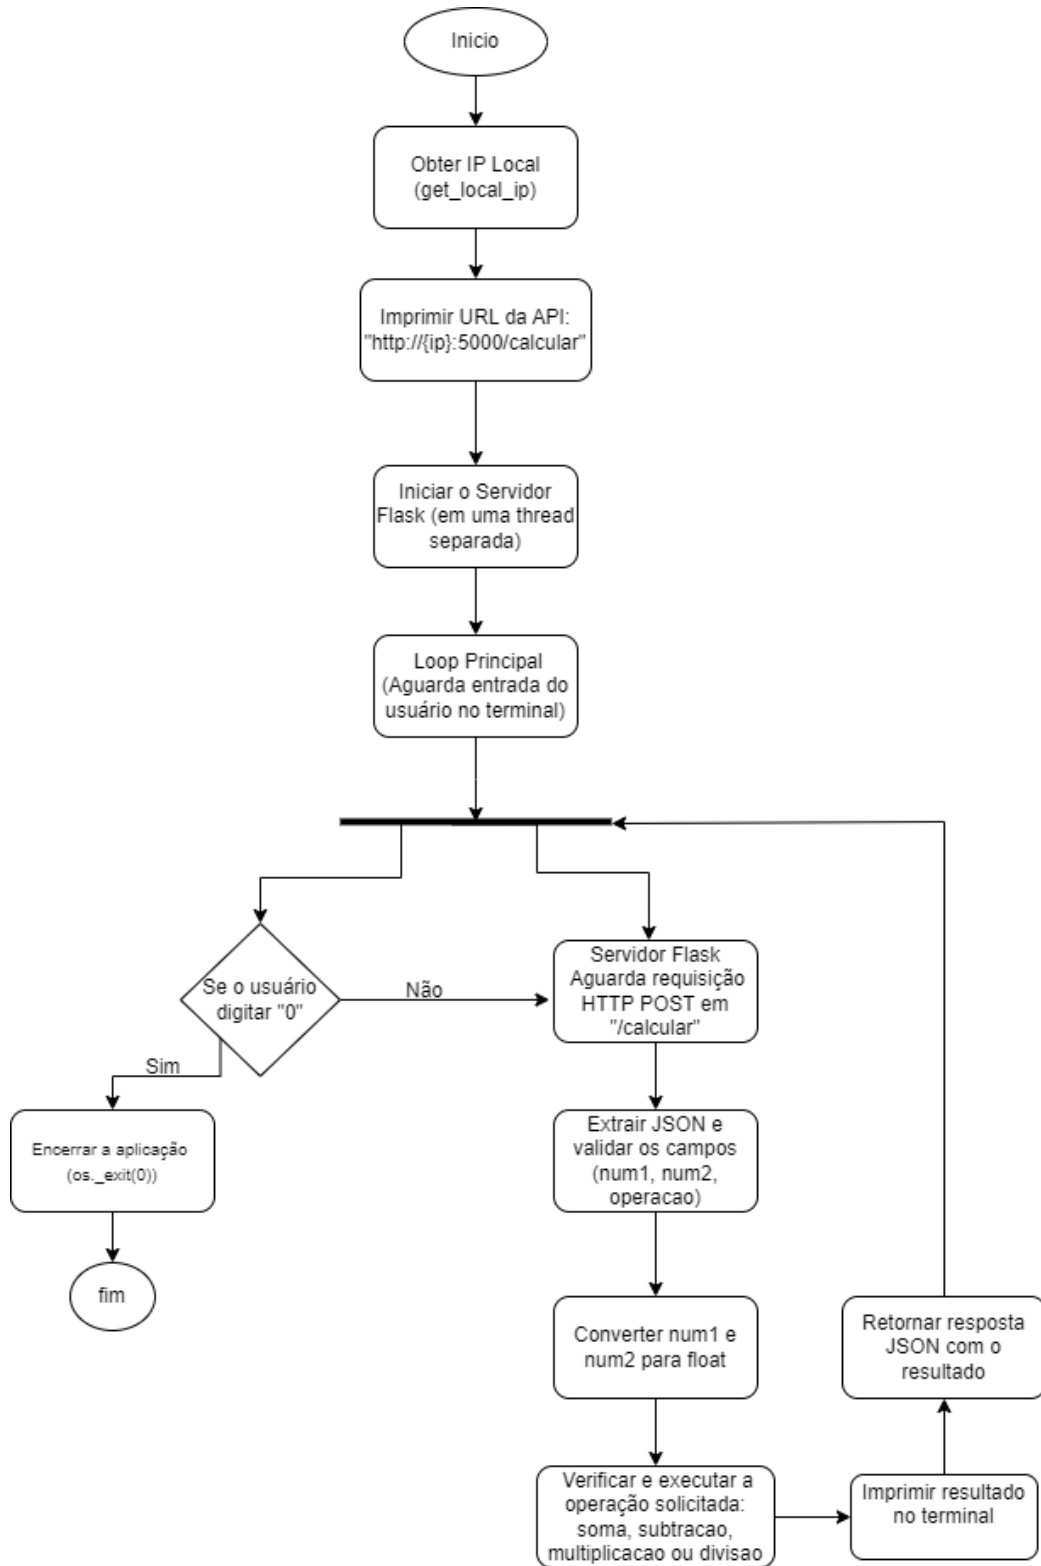 Inicio
Obter IP Local
(get_local_ip)
Imprimir URL da API:
"http://{ip}:5000/calcular"
Iniciar o Servidor
Flask (em uma thread
separada)
Loop Principal
(Aguarda entrada do
usuário no terminal)
Se o usuário
digitar "0"
Não
Sim
Encerrar a aplicação
(os._exit(0))
fim
Servidor Flask
Aguarda requisição
HTTP POST em
"/calcular"
Extrair JSON e
validar os campos
(num1, num2,
operacao)
Converter num1 e
num2 para float
Verificar e executar a
operação solicitada:
soma, subtracao,
multiplicacao ou divisao
Imprimir resultado
no terminal
Retornar resposta
JSON com o
resultado